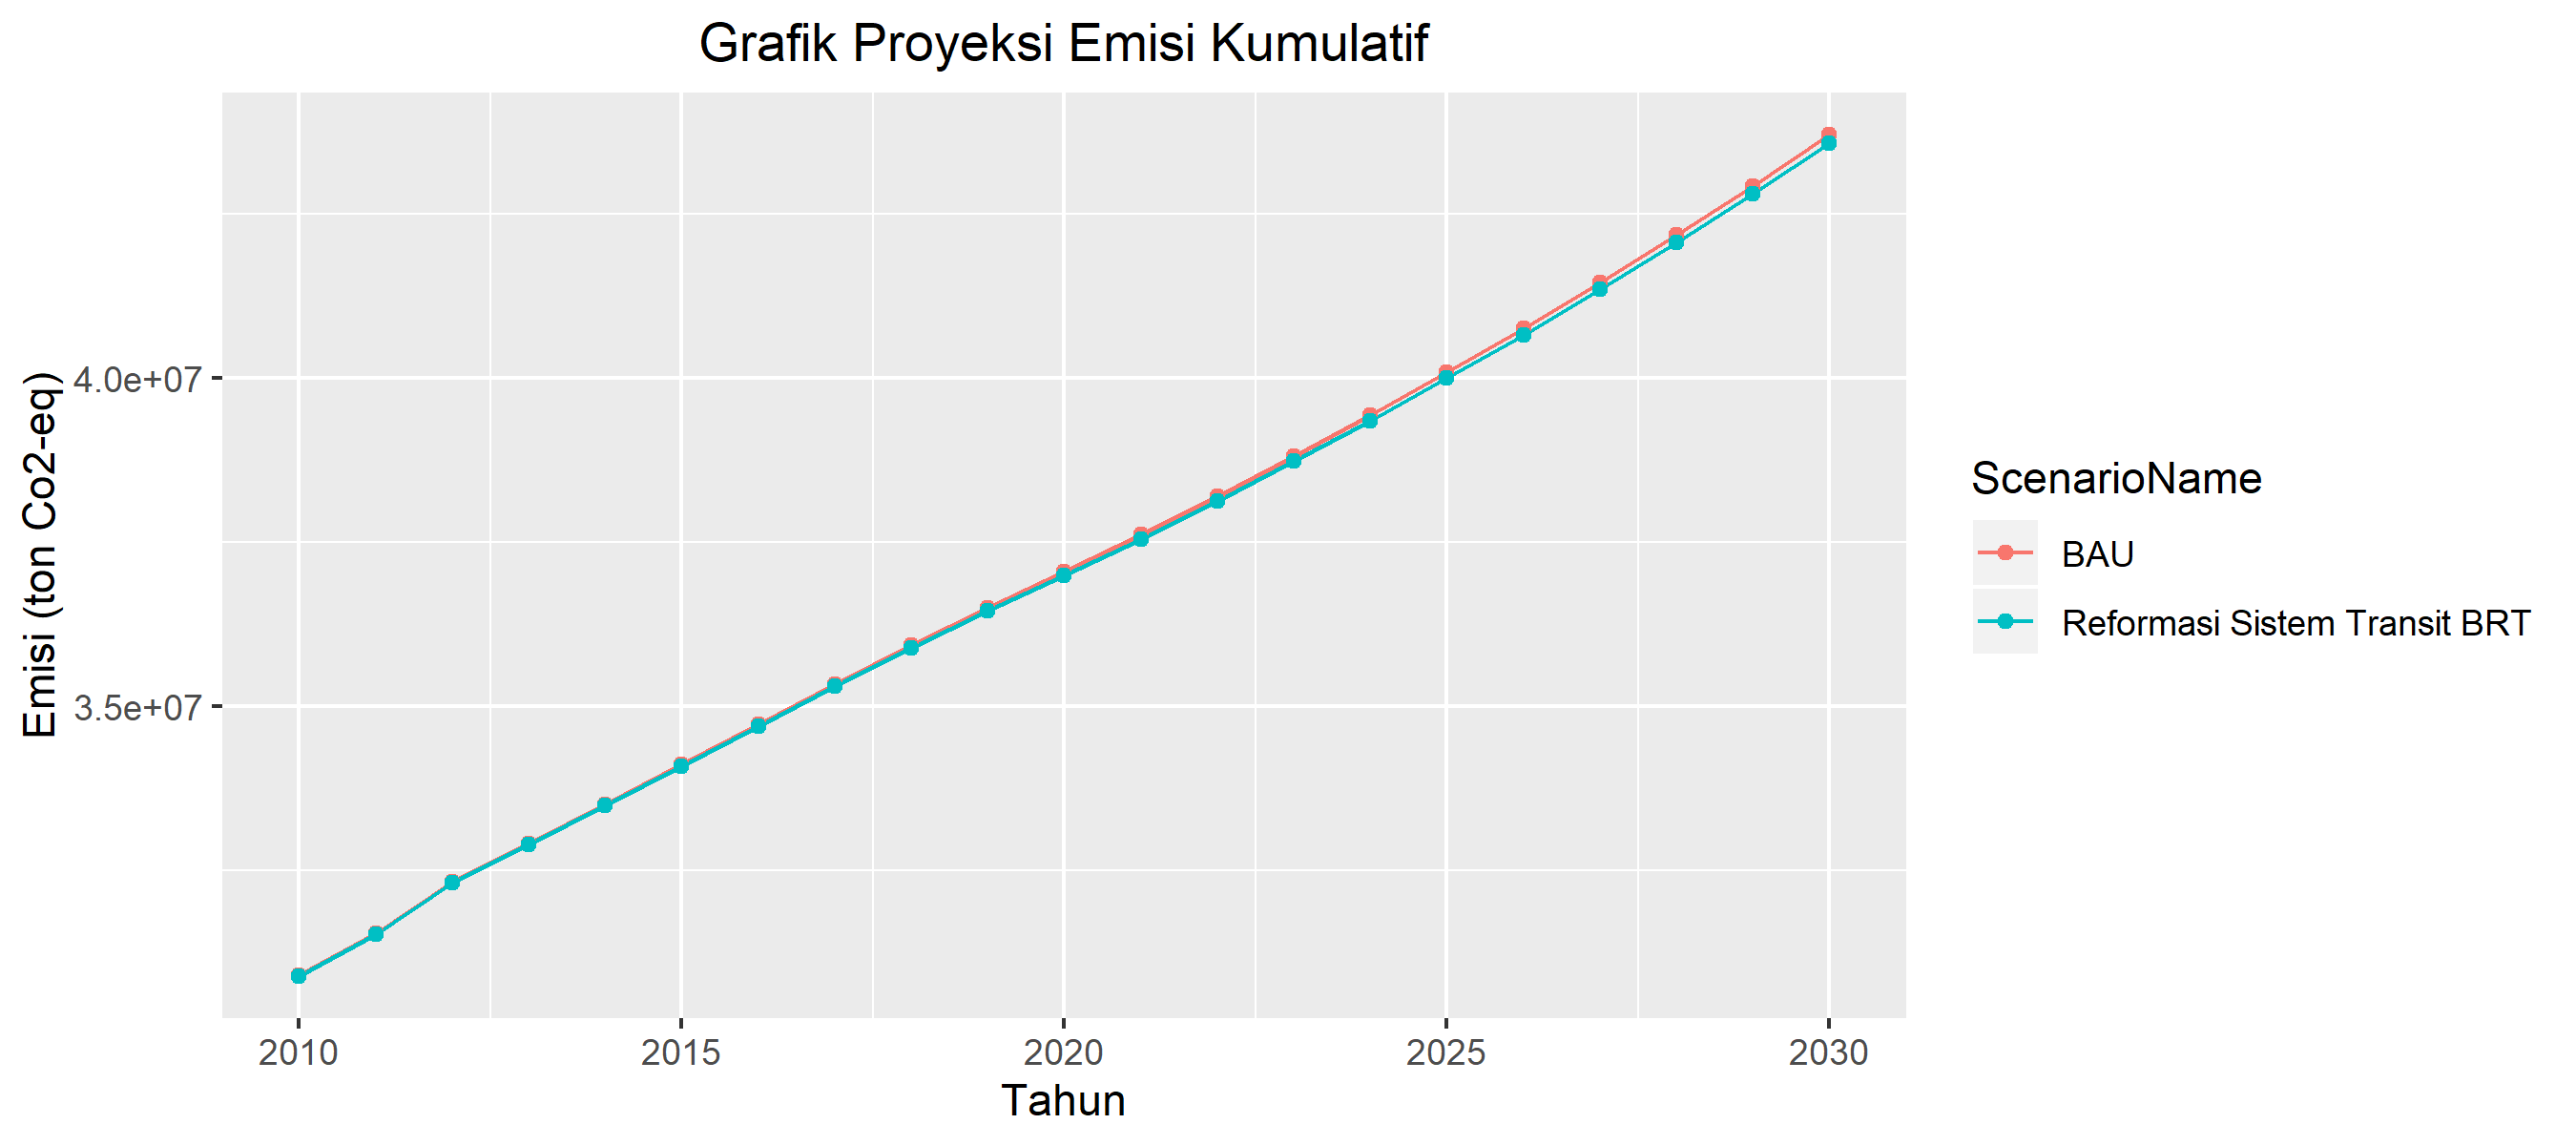 Grafik Proyeksi Emisi Kumulatif
Emisi (ton Co2-eq)
4.0e+07
3.5e+07
2010
2015
2020
2025
2030
Tahun
ScenarioName
BAU
Reformasi Sistem Transit BRT